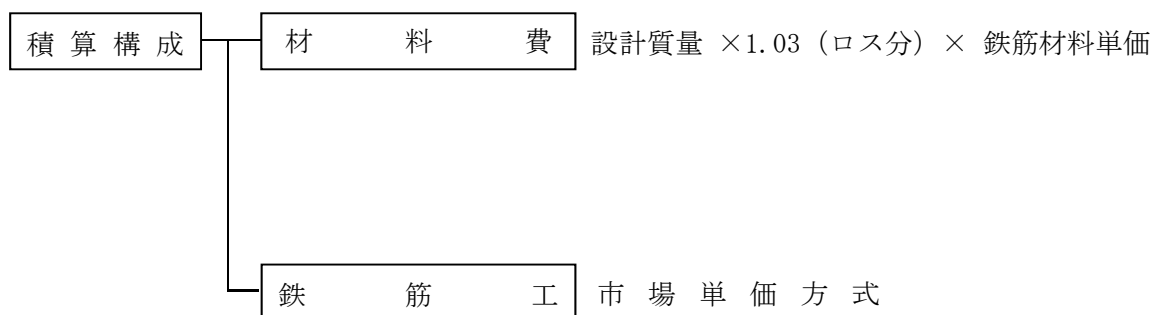 積算構成 材料費 設計質量 ×1.03 (ロス分) × 鉄筋材料単価
鉄筋工 市場単価方式